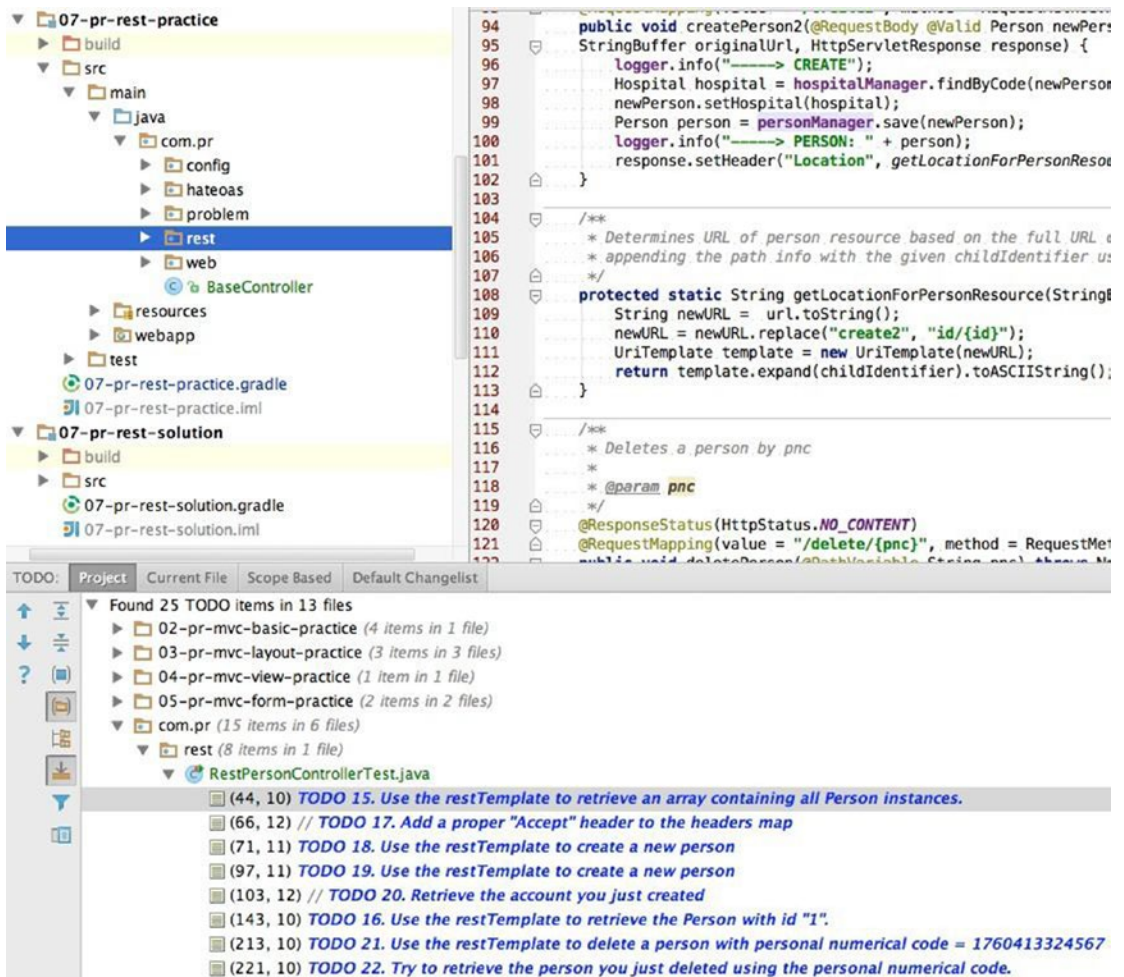 07-pr-rest-practice
build
src
main
java
com.pr
config
hateoas
problem
rest
web
BaseController
resources
webapp
test
07-pr-rest-practice.gradle
07-pr-rest-practice.iml
07-pr-rest-solution
build
src
07-pr-rest-solution.gradle
07-pr-rest-solution.iml
94 public void createPerson2(@RequestBody @Valid Person newPers
95 StringBuffer originalUrl, HttpServletResponse response) {
96 logger.info("-----> CREATE");
97 Hospital hospital = hospitalManager.findByCode(newPerson
98 newPerson.setHospital(hospital);
99 Person person = personManager.save(newPerson);
100 logger.info("-----> PERSON: " + person);
101 response.setHeader("Location", getLocationForPersonResou
102 }
103
104 /**
105 * Determines URL of person resource based on the full URL o
106 * appending the path info with the given childIdentifier us
107 */
108 protected static String getLocationForPersonResource(StringB
109 String newURL = url.toString();
110 newURL = newURL.replace("create2", "id/{id}");
111 UriTemplate template = new UriTemplate(newURL);
112 return template.expand(childIdentifier).toASCIIString();
113 }
114
115 /**
116 * Deletes a person by pnc
117 *
118 * @param pnc
119 */
120 @ResponseStatus(HttpStatus.NO_CONTENT)
121 @RequestMapping(value = "/delete/{pnc}", method = RequestMet
TODO: Project Current File Scope Based Default Changelist
Found 25 TODO items in 13 files
02-pr-mvc-basic-practice (4 items in 1 file)
03-pr-mvc-layout-practice (3 items in 3 files)
04-pr-mvc-view-practice (1 item in 1 file)
05-pr-mvc-form-practice (2 items in 2 files)
com.pr (15 items in 6 files)
rest (8 items in 1 file)
RestPersonControllerTest.java
(44, 10) TODO 15. Use the restTemplate to retrieve an array containing all Person instances.
(66, 12) // TODO 17. Add a proper "Accept" header to the headers map
(71, 11) TODO 18. Use the restTemplate to create a new person
(97, 11) TODO 19. Use the restTemplate to create a new person
(103, 12) // TODO 20. Retrieve the account you just created
(143, 10) TODO 16. Use the restTemplate to retrieve the Person with id "1".
(213, 10) TODO 21. Use the restTemplate to delete a person with personal numerical code = 1760413324567
(221, 10) TODO 22. Try to retrieve the person you just deleted using the personal numerical code.